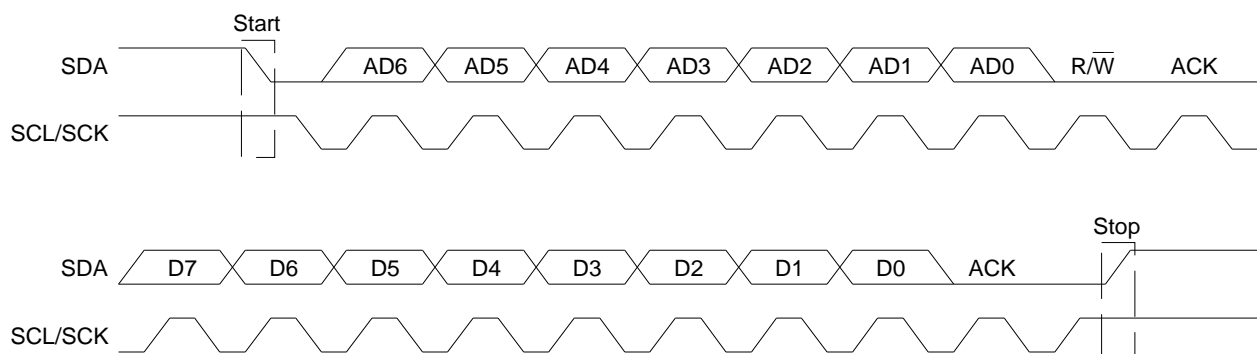 Start
SDA AD6 AD5 AD4 AD3 AD2 AD1 AD0 R/W̅ ACK
SCL/SCK
Stop
SDA D7 D6 D5 D4 D3 D2 D1 D0 ACK
SCL/SCK